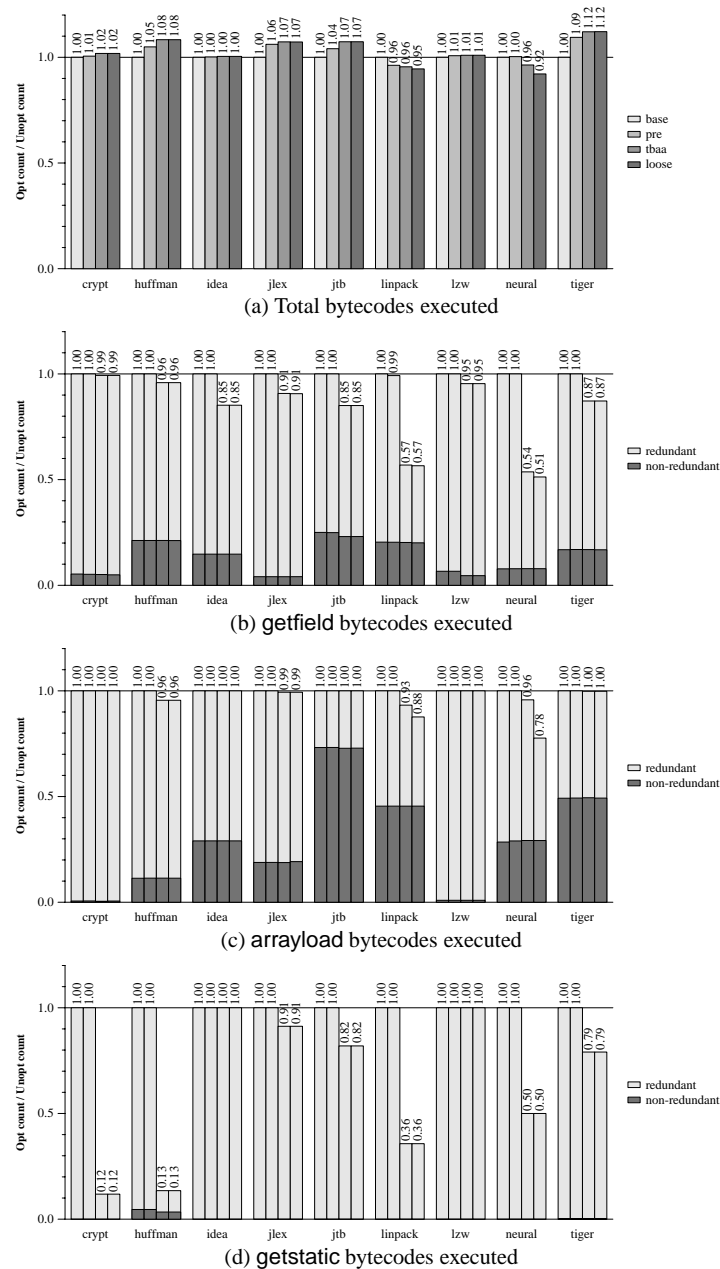 Opt count / Unopt count
1.00 1.01 1.02 1.02 1.00 1.05 1.08 1.08 1.00 1.00 1.00 1.00 1.00 1.06 1.07 1.07 1.00 1.04 1.07 1.07 1.00 0.96 0.96 0.95 1.00 1.01 1.01 1.01 1.00 1.00 0.96 0.92 1.00 1.09 1.12 1.12
1.0
0.5
0.0
base
pre
tbaa
loose
crypt huffman idea jlex jtb linpack lzw neural tiger
(a) Total bytecodes executed
Opt count / Unopt count
1.00 1.00 0.99 0.99 1.00 1.00 0.96 0.96 1.00 1.00 0.85 0.85 1.00 1.00 0.91 0.91 1.00 1.00 0.85 0.85 1.00 0.99 0.57 0.57 1.00 1.00 0.95 0.95 1.00 1.00 0.54 0.51 1.00 1.00 0.87 0.87
1.0
0.5
0.0
redundant
non-redundant
crypt huffman idea jlex jtb linpack lzw neural tiger
(b) getfield bytecodes executed
Opt count / Unopt count
1.00 1.00 1.00 1.00 1.00 1.00 0.96 0.96 1.00 1.00 1.00 1.00 1.00 1.00 0.99 0.99 1.00 1.00 1.00 1.00 1.00 1.00 0.93 0.88 1.00 1.00 1.00 1.00 1.00 1.00 0.96 0.78 1.00 1.00 1.00 1.00
1.0
0.5
0.0
redundant
non-redundant
crypt huffman idea jlex jtb linpack lzw neural tiger
(c) arrayload bytecodes executed
Opt count / Unopt count
1.00 1.00 0.12 0.12 1.00 1.00 0.13 0.13 1.00 1.00 1.00 1.00 1.00 1.00 0.91 0.91 1.00 1.00 0.82 0.82 1.00 1.00 0.36 0.36 1.00 1.00 1.00 1.00 1.00 1.00 0.50 0.50 1.00 1.00 0.79 0.79
1.0
0.5
0.0
redundant
non-redundant
crypt huffman idea jlex jtb linpack lzw neural tiger
(d) getstatic bytecodes executed